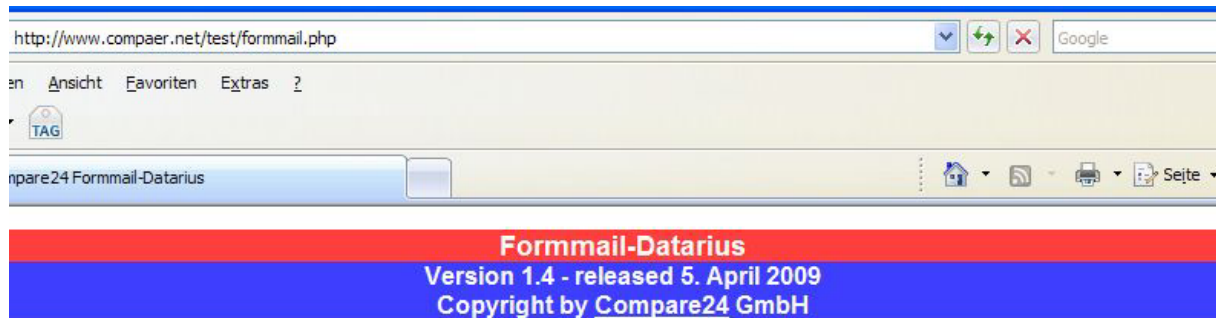 http://www.compaer.net/test/formmail.php Google
en Ansicht Favoriten Extras ?
TAG
mpare24 Formmail-Datarius Seite
Formmail-Datarius
Version 1.4 - released 5. April 2009
Copyright by Compare24 GmbH